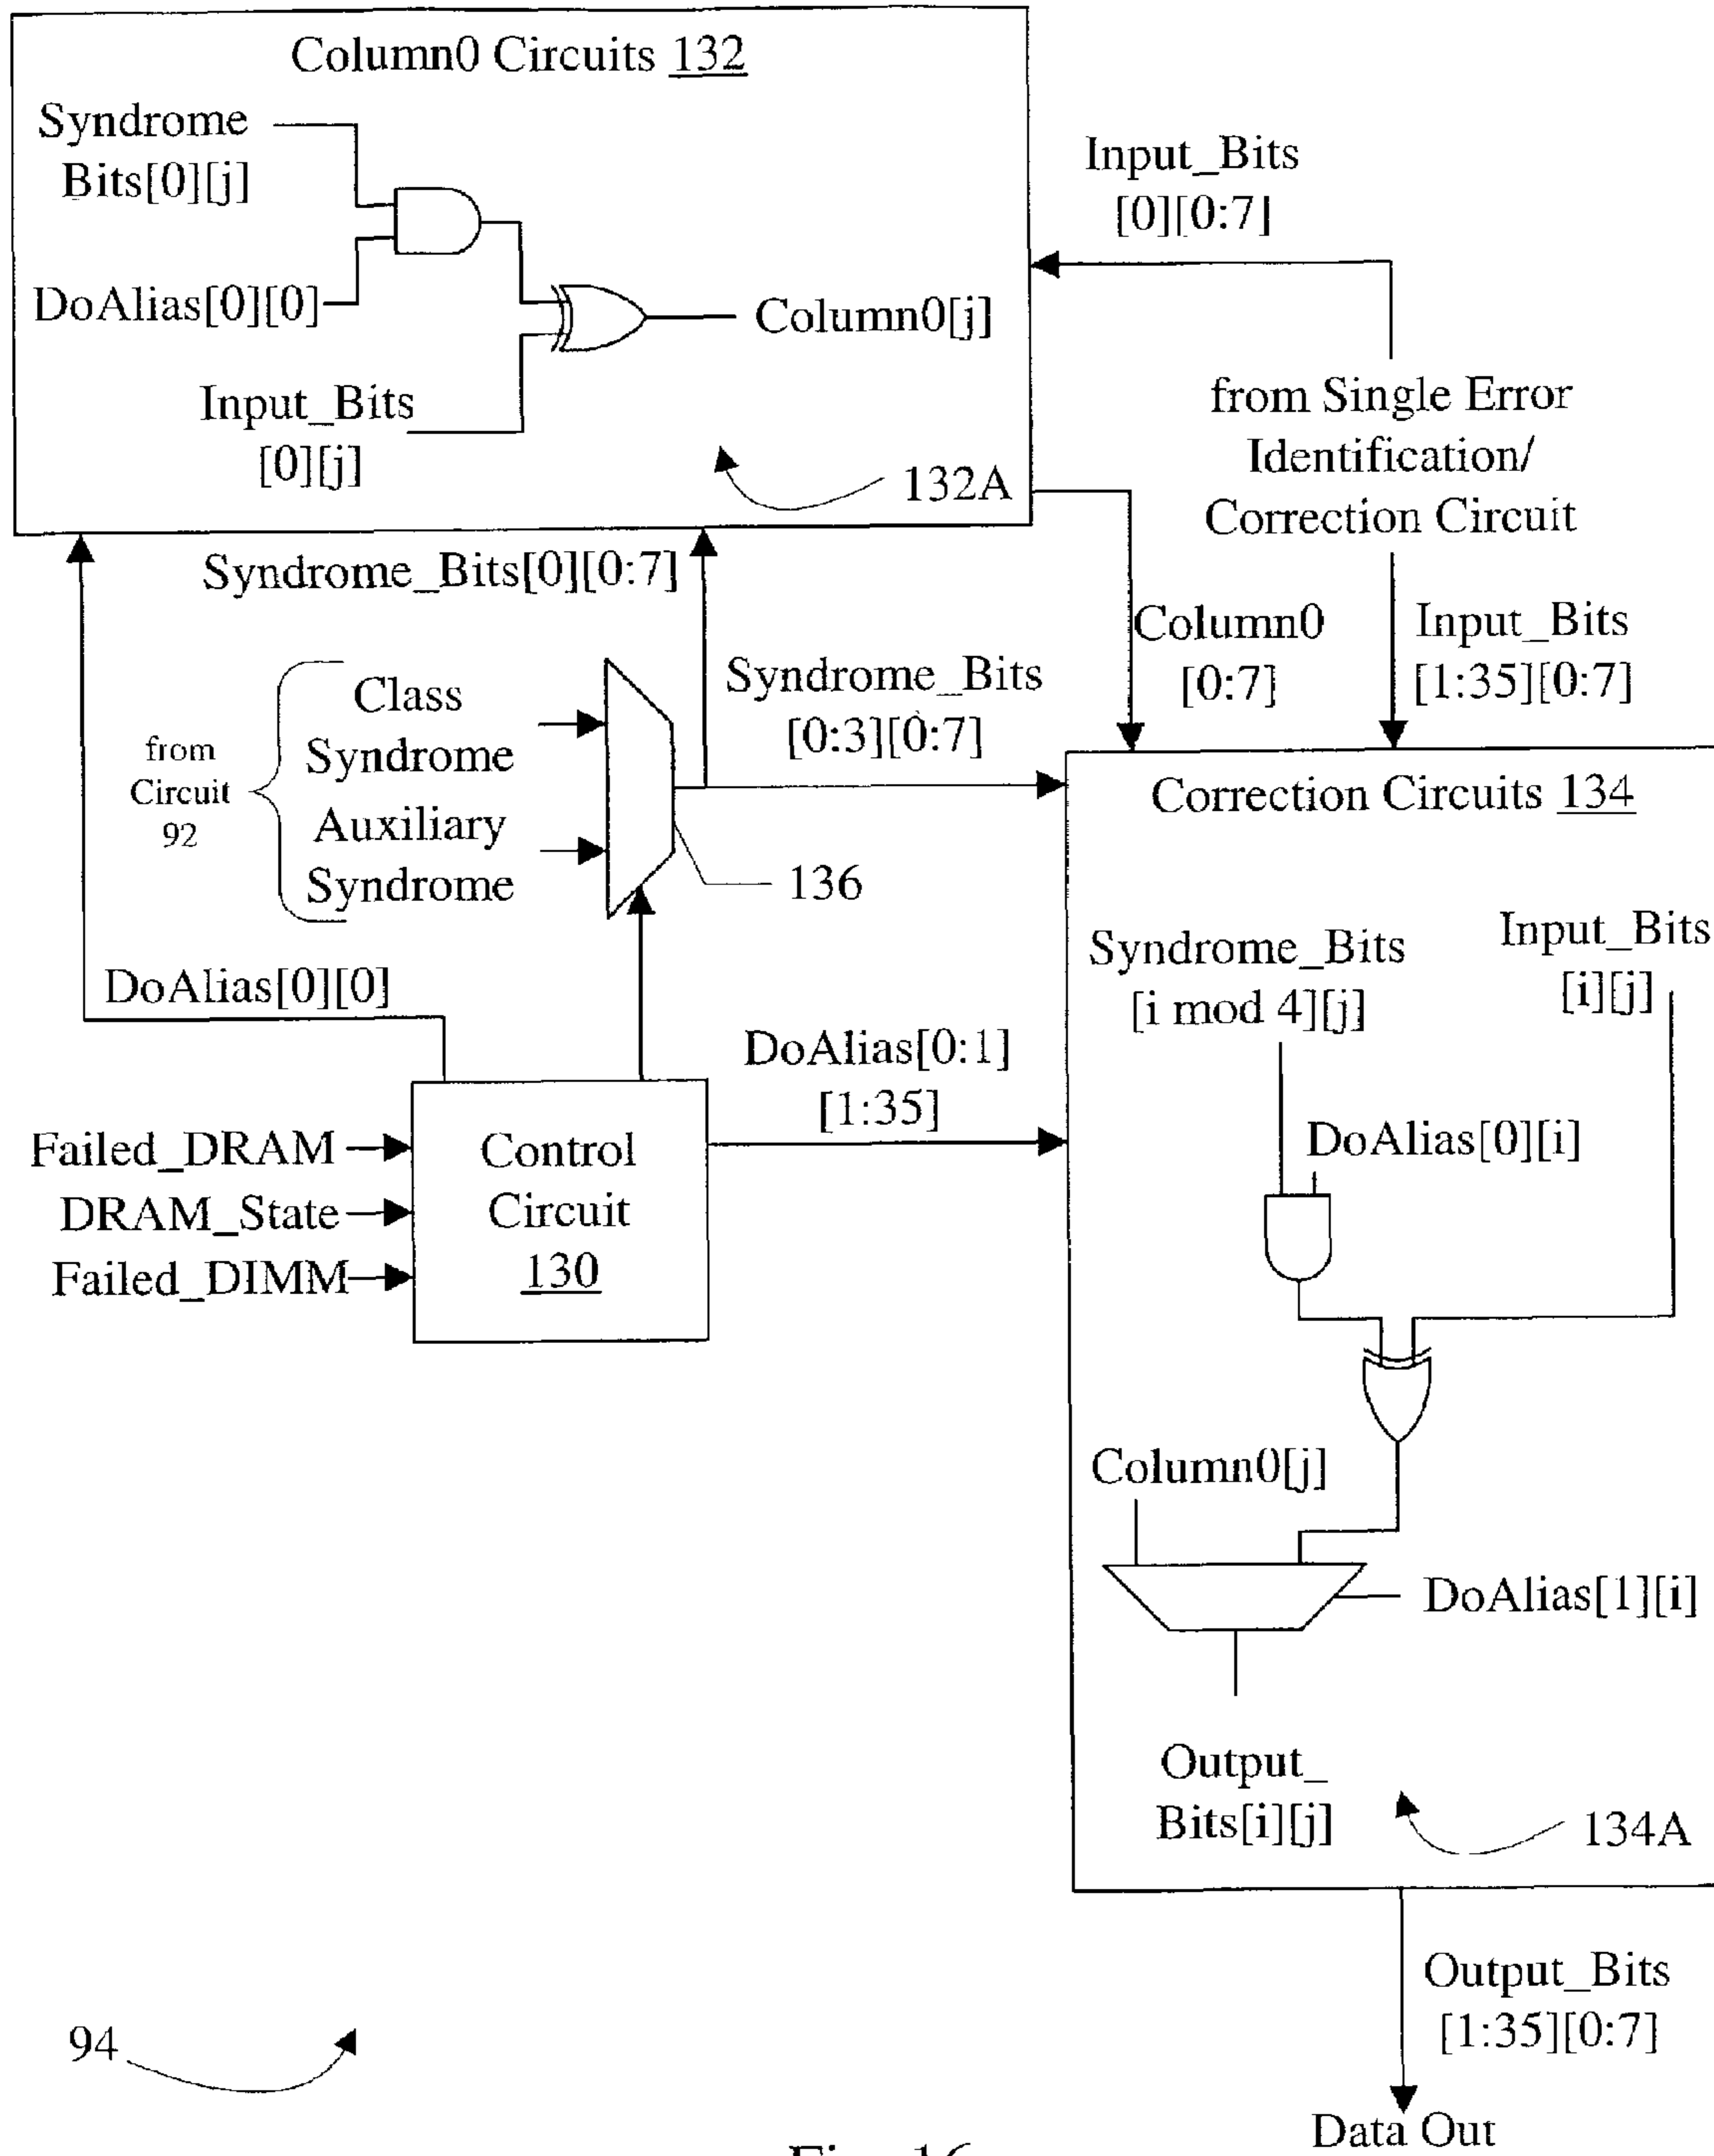 Column0 Circuits 132
Syndrome
Bits[0][j]
DoAlias[0][0]
Column0[j]
Input_Bits
[0][j]
132A
Input_Bits
[0][0:7]
from Single Error
Identification/
Correction Circuit
Syndrome_Bits[0][0:7]
Column0
[0:7]
Input_Bits
[1:35][0:7]
from
Circuit
92
Class
Syndrome
Auxiliary
Syndrome
Syndrome_Bits
[0:3][0:7]
136
DoAlias[0][0]
DoAlias[0:1]
[1:35]
Failed_DRAM
DRAM_State
Failed_DIMM
Control
Circuit
130
Correction Circuits 134
Syndrome_Bits
[i mod 4][j]
Input_Bits
[i][j]
DoAlias[0][i]
Column0[j]
DoAlias[1][i]
Output_
Bits[i][j]
134A
Output_Bits
[1:35][0:7]
Data Out
94
Fig. 16